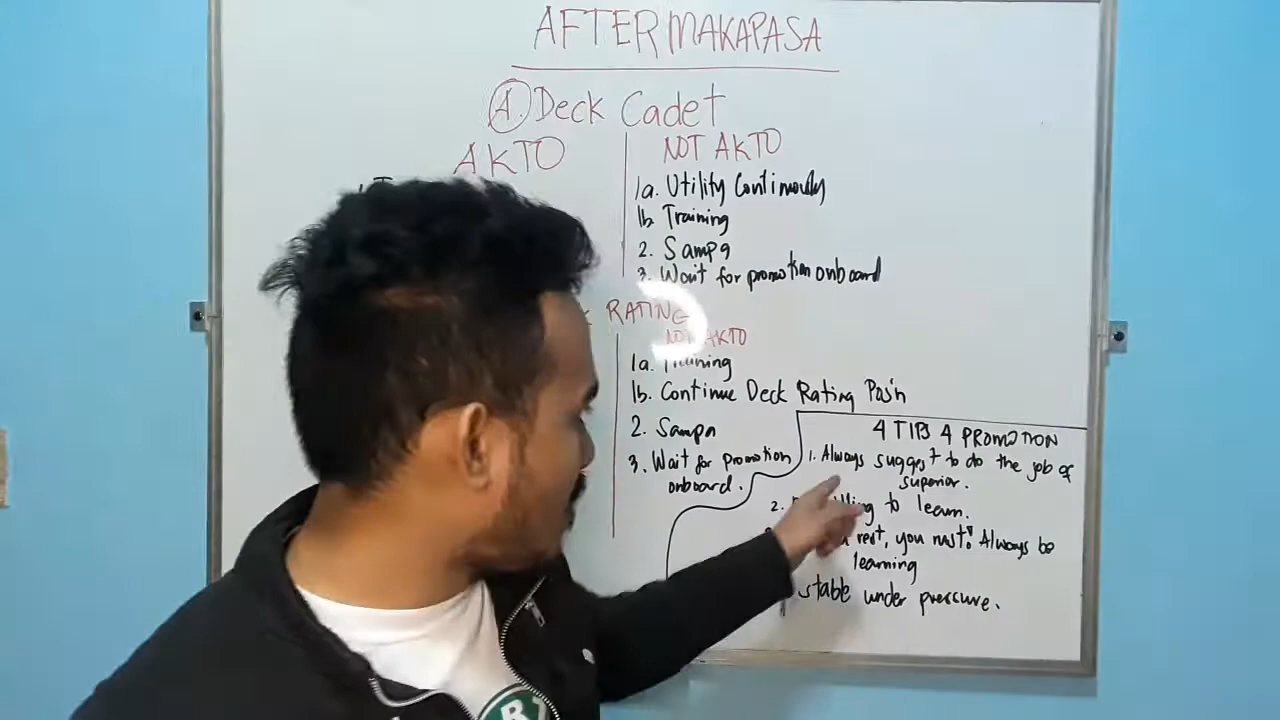 AFTER MAKAPASA
A. Deck Cadet
AKTO
NOT AKTO
1a. Utility Continously
1b. Training
2. Sampa
3. Wait for promotion onboard
RATING
NOT AKTO
1a. Training
1b. Continue Deck Rating Pos'n
2. Sampa
3. Wait for promotion
onboard.
4 TIPS 4 PROMOTION
1. Always suggest to do the job of
superior.
2. to learn.
rest, you rust! Always be
learning
stable under pressure.
R